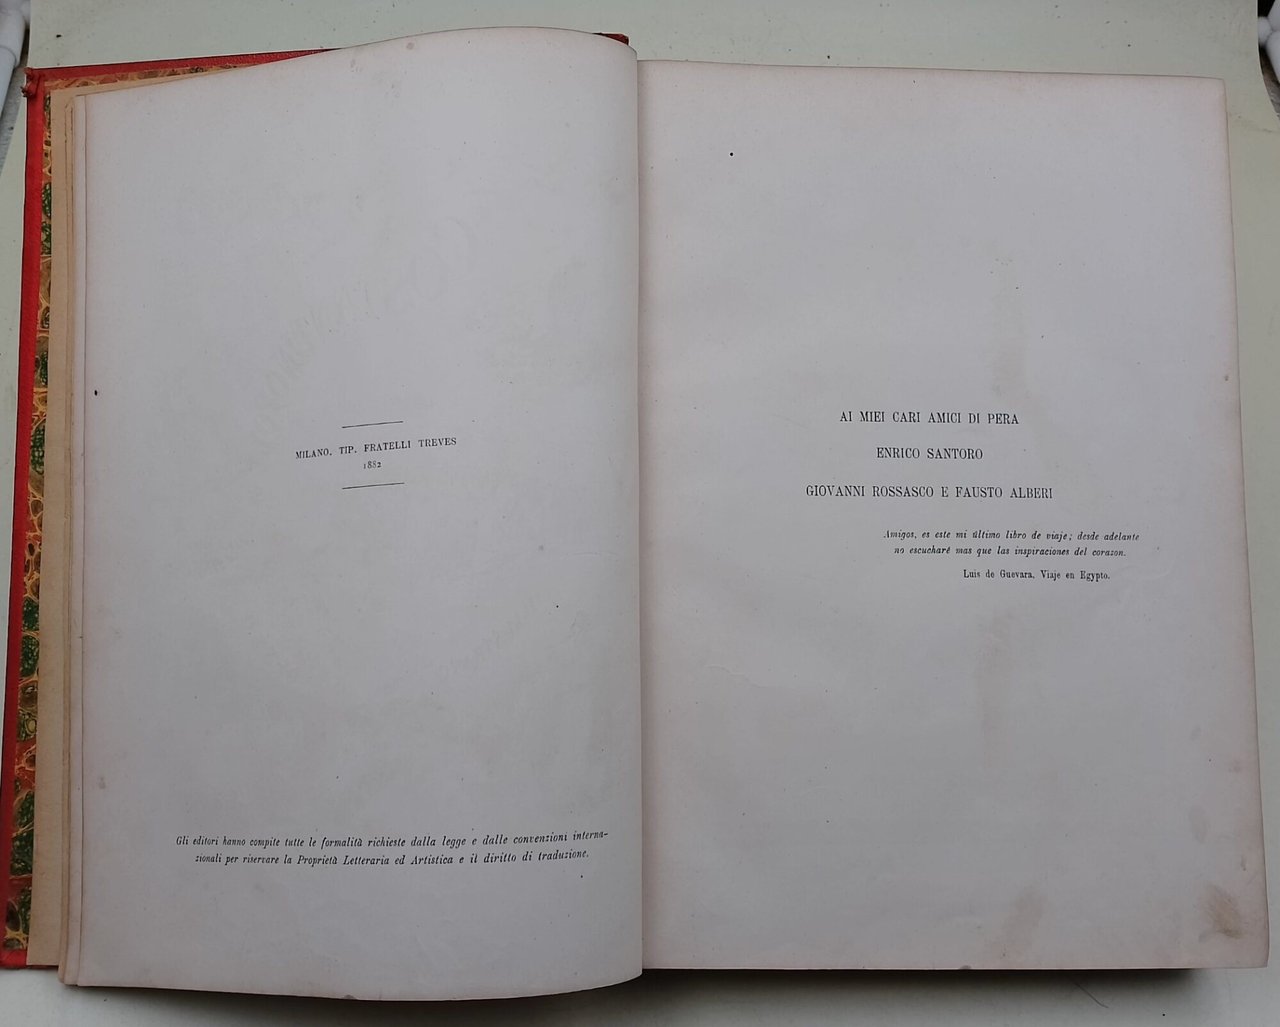 MILANO. TIP. FRATELLI TREVES
1882
Gli editori hanno compite tutte le formalità richieste dalla legge e dalle convenzioni interna-
zionali per riservare la Proprietà Letteraria ed Artistica e il diritto di traduzione.
AI MIEI CARI AMICI DI PERA
ENRICO SANTORO
GIOVANNI ROSSASCO E FAUSTO ALBERI
Amigos, es este mi último libro de viaje; desde adelante
no escucharé mas que las inspiraciones del corazon.
Luis de Guevara. Viaje en Egypto.